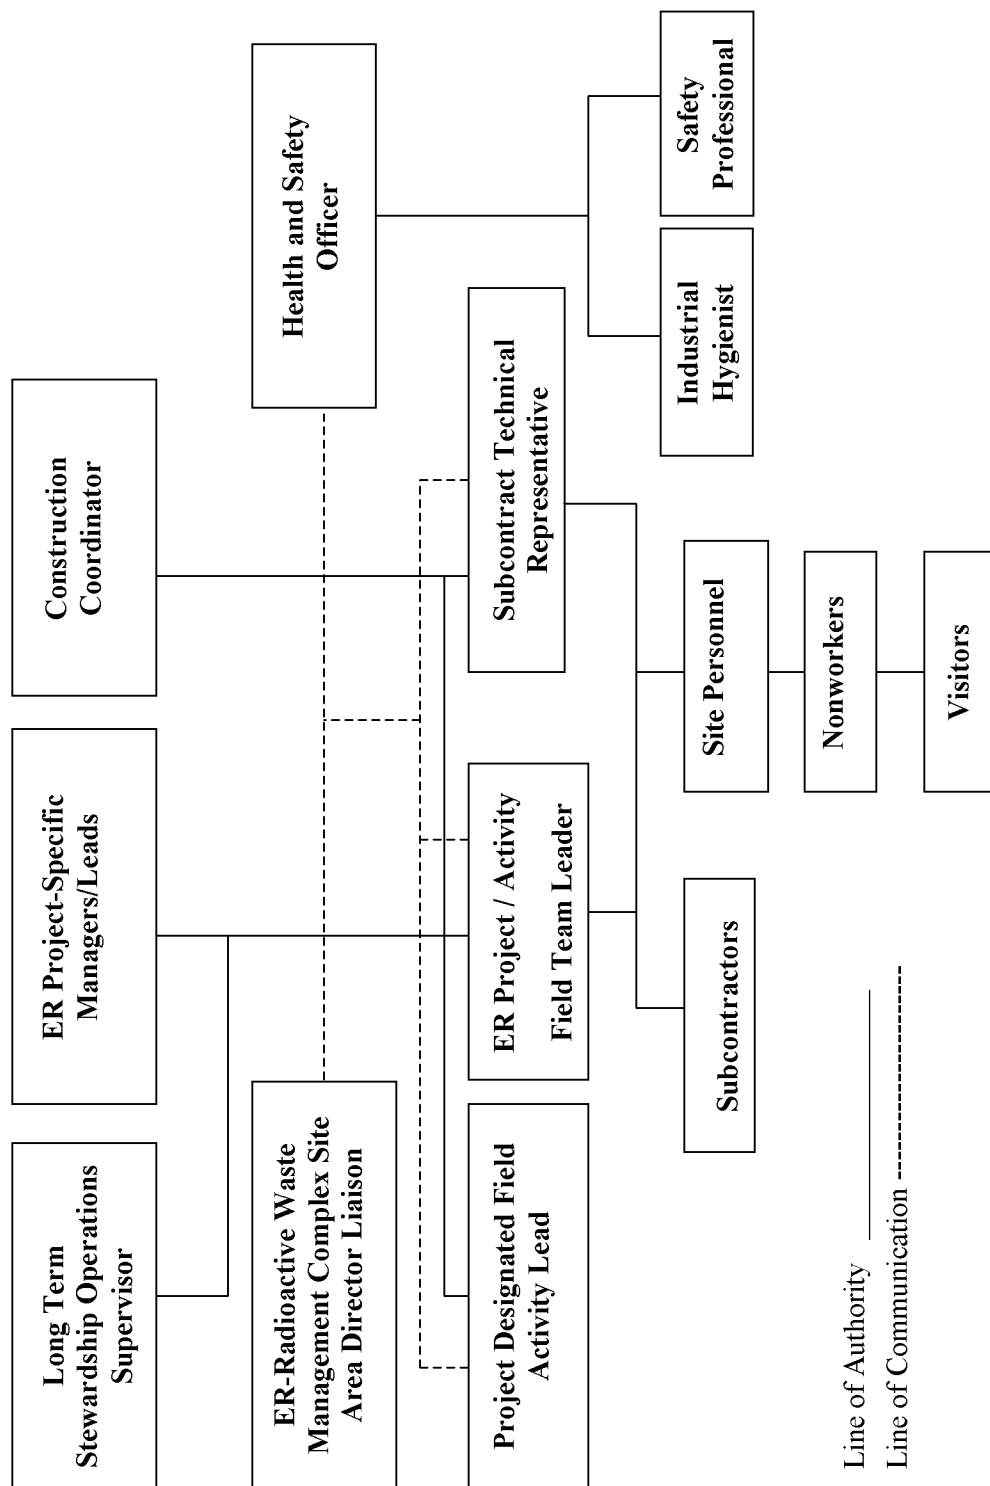 Long Term
Stewardship Operations
Supervisor
ER Project-Specific
Managers/Leads
Construction
Coordinator
ER-Radioactive Waste
Management Complex Site
Area Director Liaison
Health and Safety
Officer
Project Designated Field
Activity Lead
ER Project / Activity
Field Team Leader
Subcontract Technical
Representative
Industrial
Hygienist
Safety
Professional
Subcontractors
Site Personnel
Nonworkers
Visitors
Line of Authority
Line of Communication